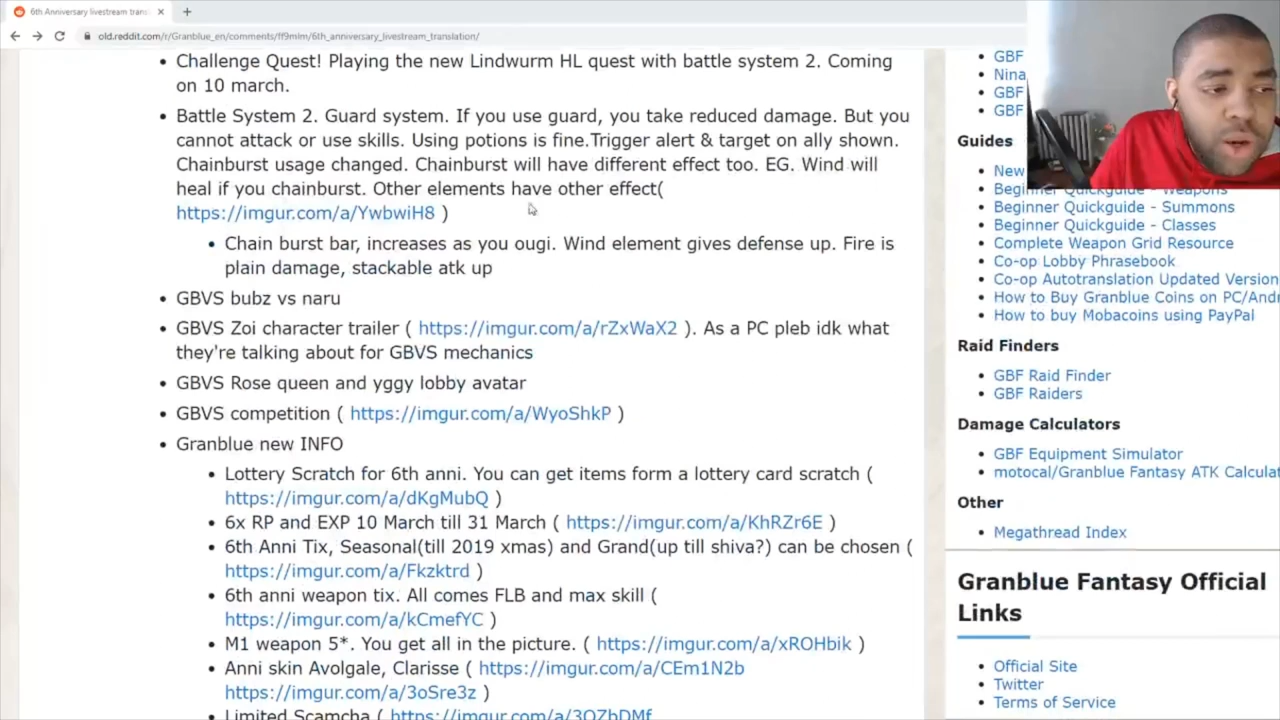 6th Anniversary livestream trans
old.reddit.com/r/Granblue_en/comments/ff9mlm/6th_anniversary_livestream_translation/
Challenge Quest! Playing the new Lindwurm HL quest with battle system 2. Coming
on 10 march.
Battle System 2. Guard system. If you use guard, you take reduced damage. But you
cannot attack or use skills. Using potions is fine.Trigger alert & target on ally shown.
Chainburst usage changed. Chainburst will have different effect too. EG. Wind will
heal if you chainburst. Other elements have other effect(
https://imgur.com/a/YwbwiH8 )
Chain burst bar, increases as you ougi. Wind element gives defense up. Fire is
plain damage, stackable atk up
GBVS bubz vs naru
GBVS Zoi character trailer ( https://imgur.com/a/rZxWaX2 ). As a PC pleb idk what
they're talking about for GBVS mechanics
GBVS Rose queen and yggy lobby avatar
GBVS competition ( https://imgur.com/a/WyoShkP )
Granblue new INFO
Lottery Scratch for 6th anni. You can get items form a lottery card scratch (
https://imgur.com/a/dKgMubQ )
6x RP and EXP 10 March till 31 March ( https://imgur.com/a/KhRZr6E )
6th Anni Tix, Seasonal(till 2019 xmas) and Grand(up till shiva?) can be chosen (
https://imgur.com/a/Fkzktrd )
6th anni weapon tix. All comes FLB and max skill (
https://imgur.com/a/kCmefYC )
M1 weapon 5*. You get all in the picture. ( https://imgur.com/a/xROHbik )
Anni skin Avolgale, Clarisse ( https://imgur.com/a/CEm1N2b
https://imgur.com/a/3oSre3z )
Limited Scamcha ( https://imgur.com/a/3OZbDMf
GBF
Nina
GBF
GBF
Guides
New
Beginner Quickguide - Weapons
Beginner Quickguide - Summons
Beginner Quickguide - Classes
Complete Weapon Grid Resource
Co-op Lobby Phrasebook
Co-op Autotranslation Updated Version
How to Buy Granblue Coins on PC/And
How to buy Mobacoins using PayPal
Raid Finders
GBF Raid Finder
GBF Raiders
Damage Calculators
GBF Equipment Simulator
motocal/Granblue Fantasy ATK Calcula
Other
Megathread Index
Granblue Fantasy Official
Links
Official Site
Twitter
Terms of Service